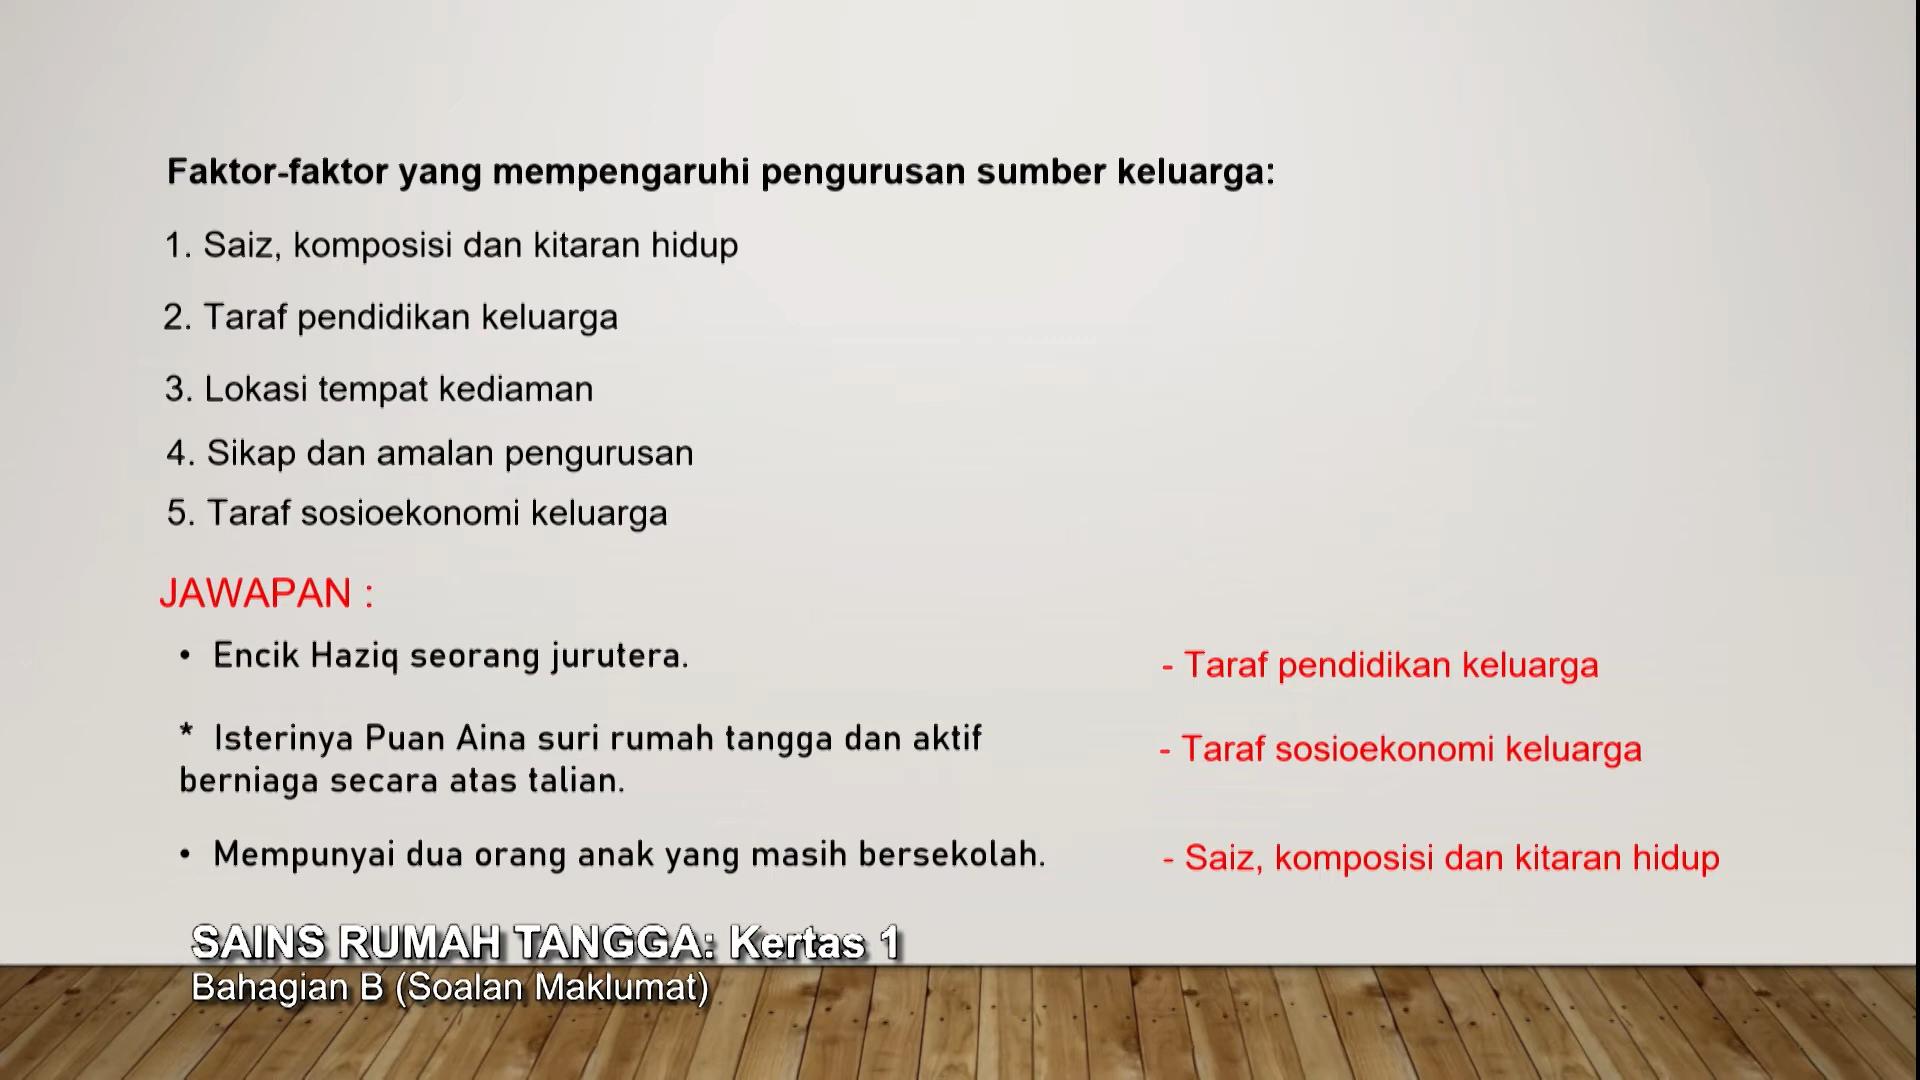 Faktor-faktor yang mempengaruhi pengurusan sumber keluarga:
1. Saiz, komposisi dan kitaran hidup
2. Taraf pendidikan keluarga
3. Lokasi tempat kediaman
4. Sikap dan amalan pengurusan
5. Taraf sosioekonomi keluarga
JAWAPAN :
• Encik Haziq seorang jurutera.
- Taraf pendidikan keluarga
* Isterinya Puan Aina suri rumah tangga dan aktif
berniaga secara atas talian.
- Taraf sosioekonomi keluarga
• Mempunyai dua orang anak yang masih bersekolah.
- Saiz, komposisi dan kitaran hidup
SAINS RUMAH TANGGA: Kertas 1
Bahagian B (Soalan Maklumat)